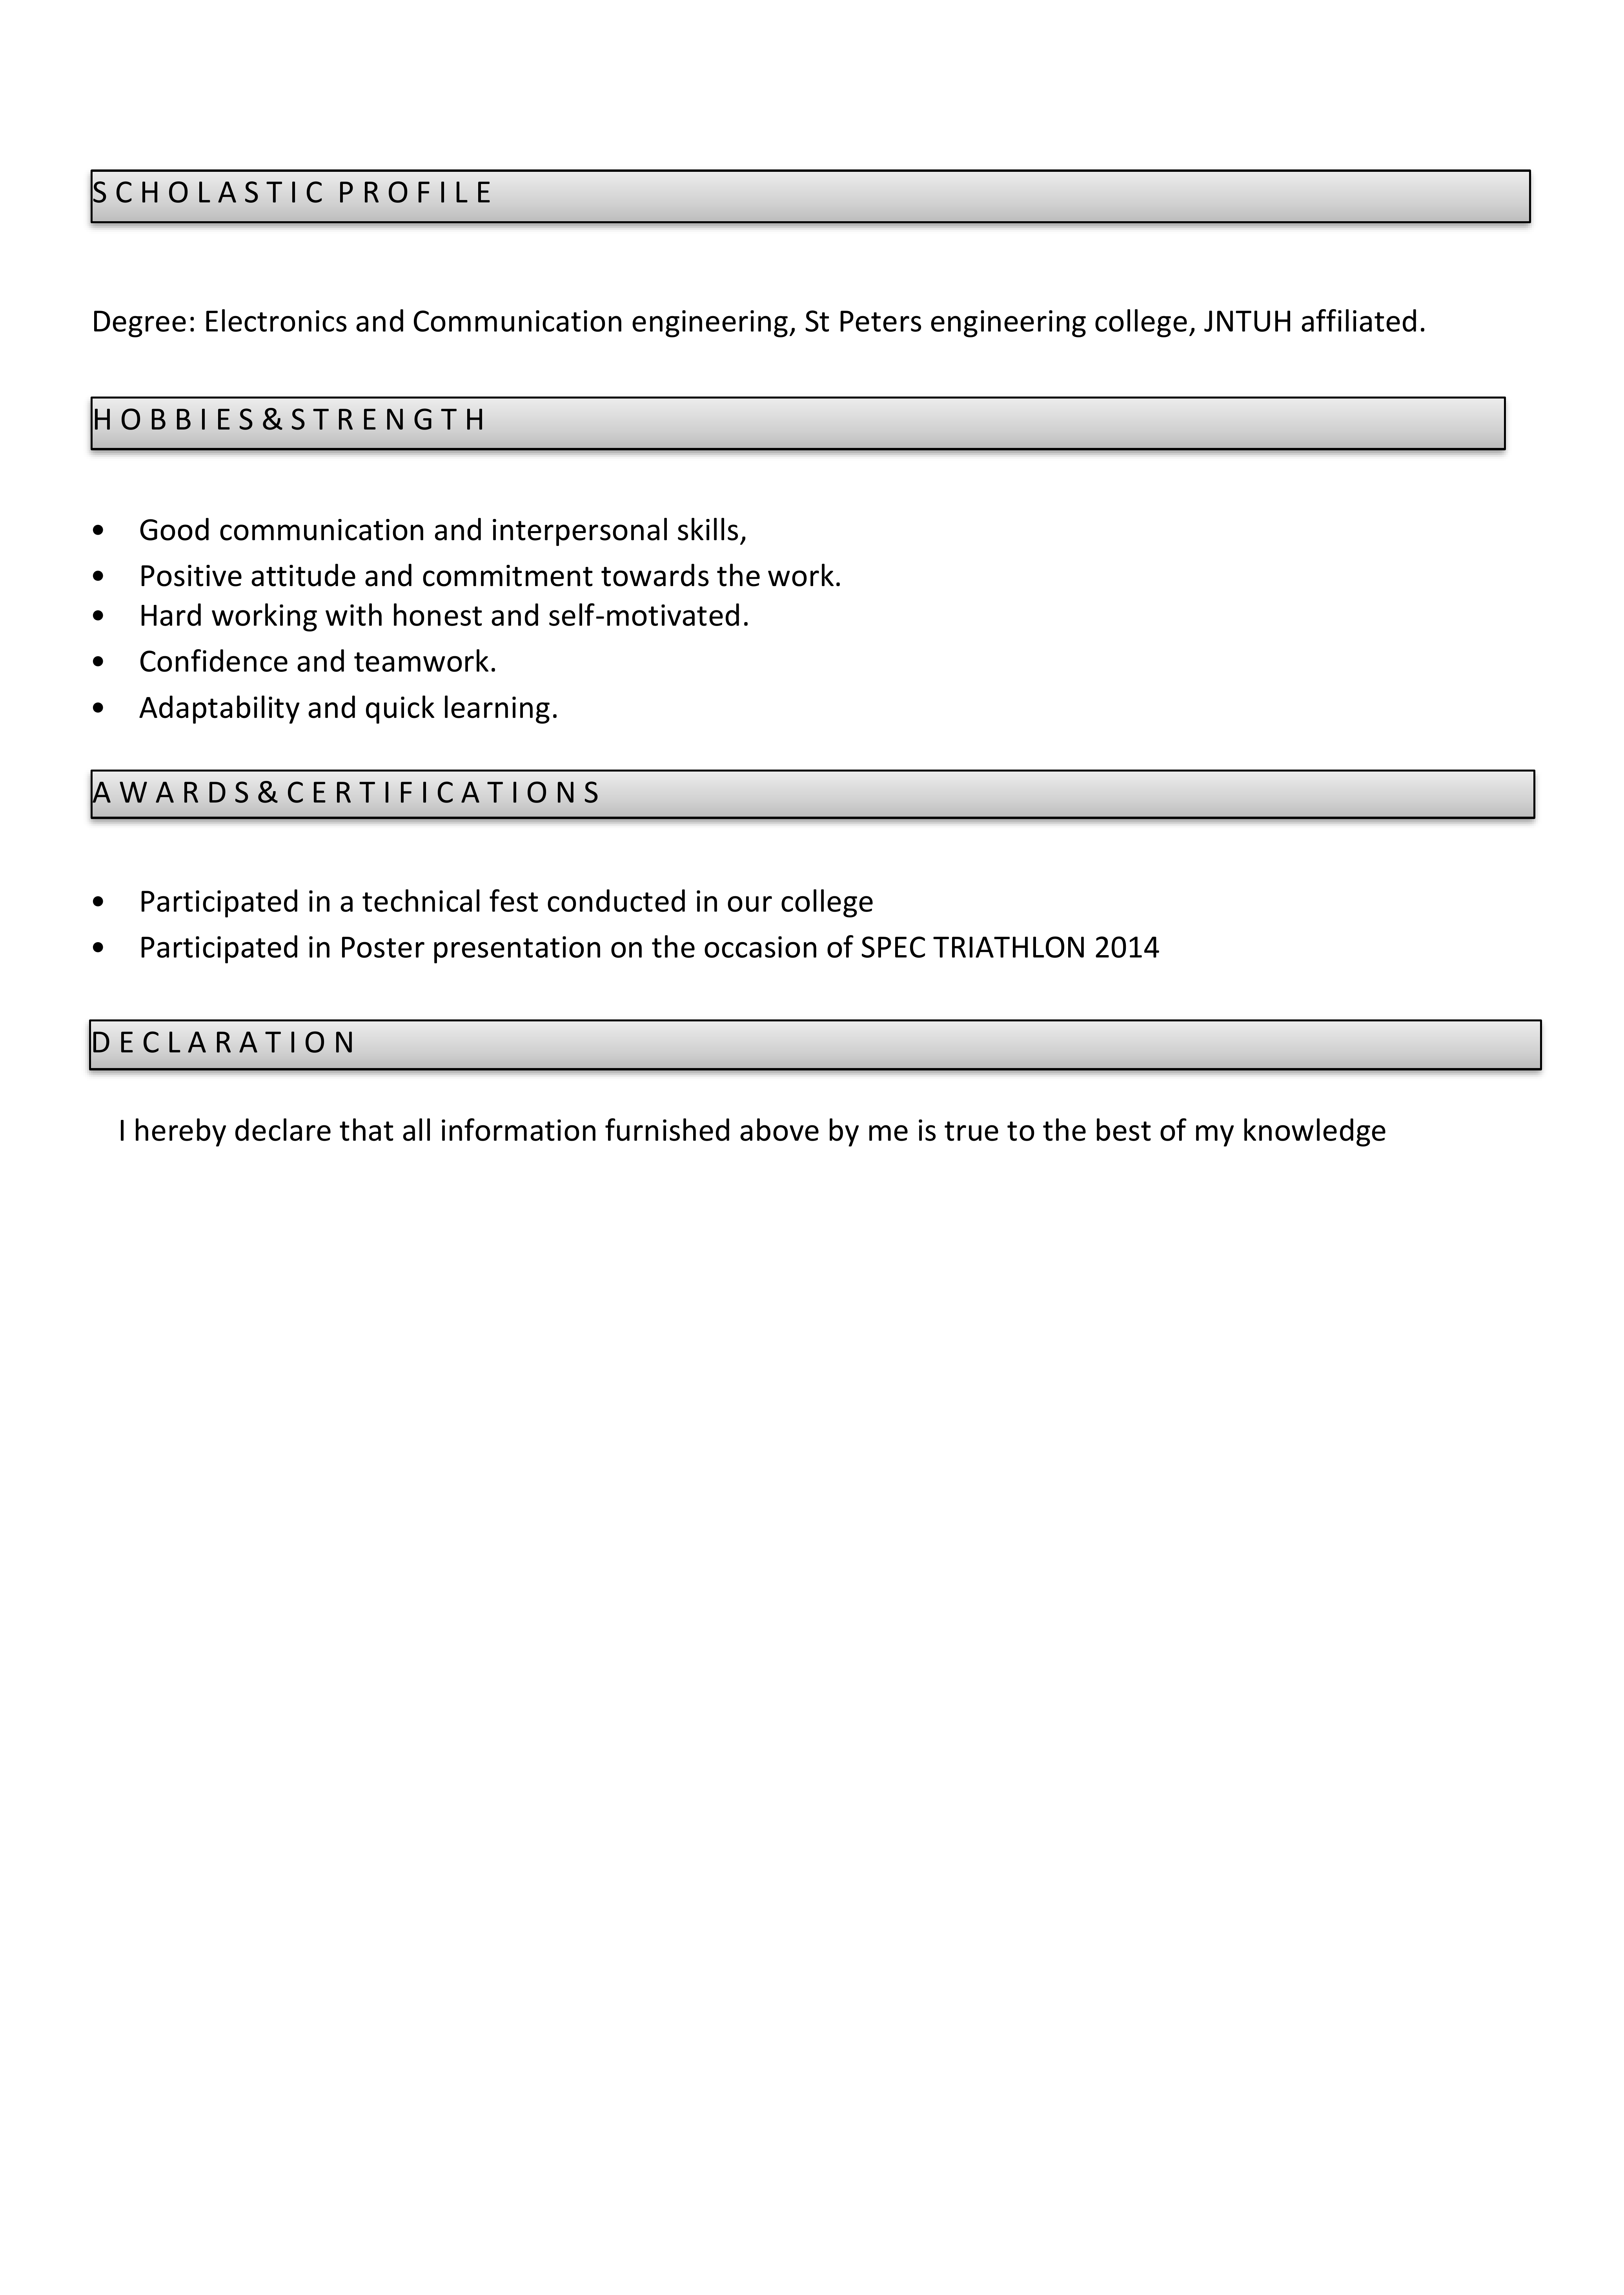 SCHOLASTIC PROFILE
Degree: Electronics and Communication engineering, St Peters engineering college, JNTUH affiliated.
HOBBIES&STRENGTH
• Good communication and interpersonal skills,
• Positive attitude and commitment towards the work.
• Hard working with honest and self-motivated.
• Confidence and teamwork.
• Adaptability and quick learning.
AWARDS&CERTIFICATIONS
• Participated in a technical fest conducted in our college
• Participated in Poster presentation on the occasion of SPEC TRIATHLON 2014
DECLARATION
I hereby declare that all information furnished above by me is true to the best of my knowledge